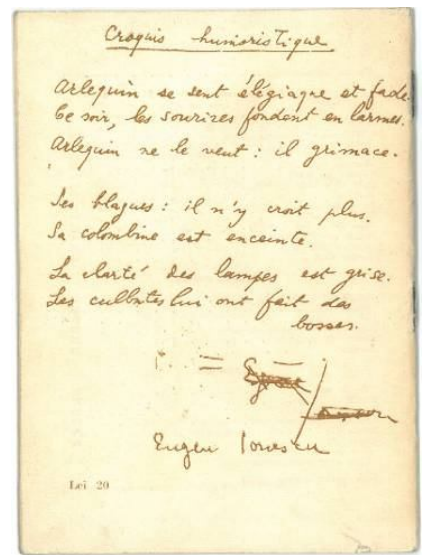 Croquis humoristique
Arlequin se sent élégiaque et fade.
Ce soir, les sourires fondent en larmes.
Arlequin ne le veut : il grimace.
Ses blagues : il n'y croit plus.
Sa colombine est enceinte.
La clarté des lampes est grise.
Les culbutes lui ont fait des
bosses.
Eugen Ionescu
Lei 20